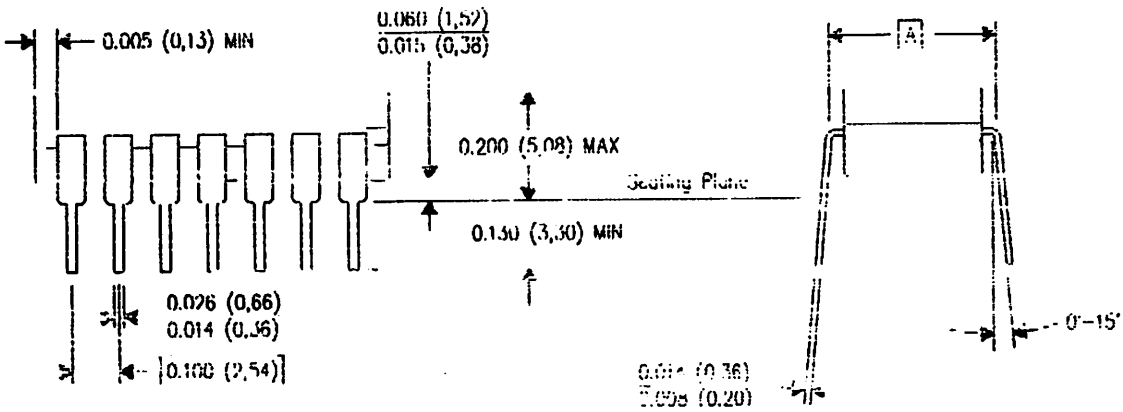 0.060 (1,52)
0.015 (0,38)
0.005 (0,13) MIN
A
0.200 (5,08) MAX
Seating Plane
0.130 (3,30) MIN
0.026 (0,66)
0.014 (0,36)
0.100 (2,54)
0°-15°
0.014 (0,36)
0.008 (0,20)